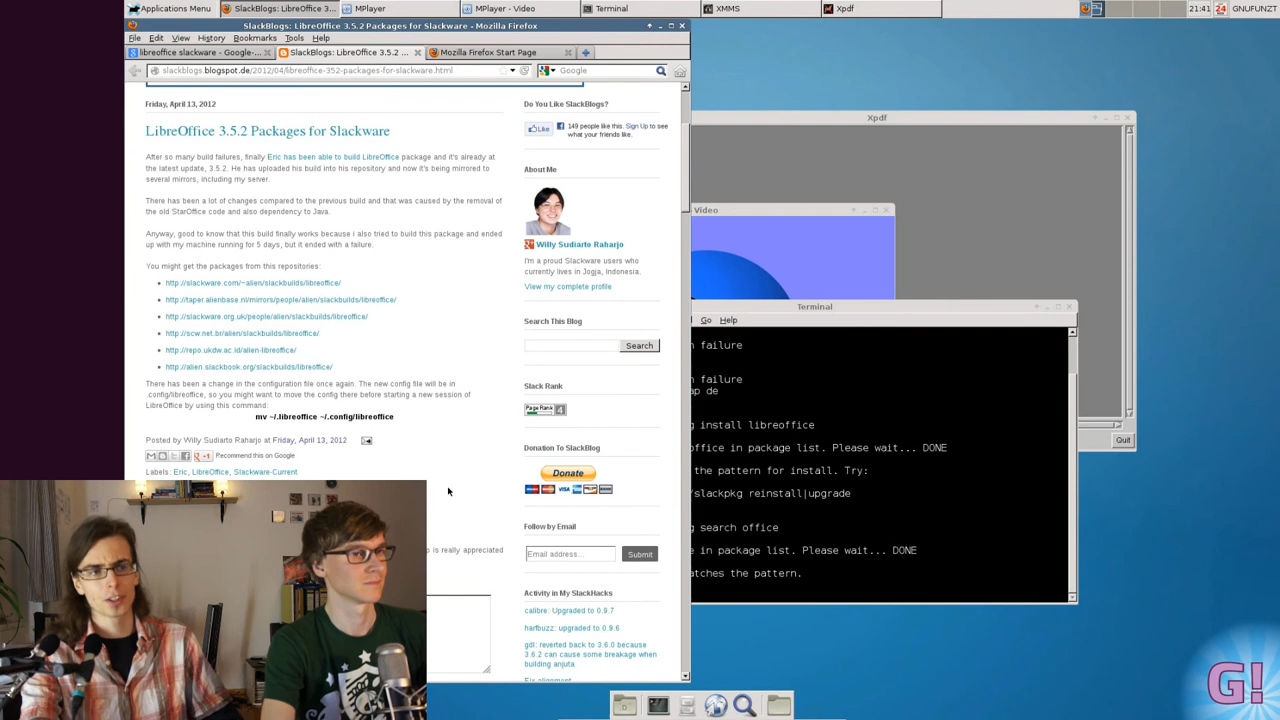 Applications Menu
SlackBlogs: LibreOffice 3...
MPlayer
MPlayer - Video
Terminal
XMMS
Xpdf
21:41
24
GNUFUNZT
SlackBlogs: LibreOffice 3.5.2 Packages for Slackware - Mozilla Firefox
File Edit View History Bookmarks Tools Help
libreoffice slackware - Google-...
SlackBlogs: LibreOffice 3.5.2 ...
Mozilla Firefox Start Page
slackblogs.blogspot.de/2012/04/libreoffice-352-packages-for-slackware.html
Google
Friday, April 13, 2012
LibreOffice 3.5.2 Packages for Slackware
After so many build failures, finally Eric has been able to build LibreOffice package and it's already at
the latest update, 3.5.2. He has uploaded his build into his repository and now it's being mirrored to
several mirrors, including my server.
There has been a lot of changes compared to the previous build and that was caused by the removal of
the old StarOffice code and also dependency to Java.
Anyway, good to know that this build finally works because i also tried to build this package and ended
up with my machine running for 5 days, but it ended with a failure.
You might get the packages from this repositories:
http://slackware.com/~alien/slackbuilds/libreoffice/
http://taper.alienbase.nl/mirrors/people/alien/slackbuilds/libreoffice/
http://slackware.org.uk/people/alien/slackbuilds/libreoffice/
http://scw.net.br/alien/slackbuilds/libreoffice/
http://repo.ukdw.ac.id/alien-libreoffice/
http://alien.slackbook.org/slackbuilds/libreoffice/
There has been a change in the configuration file once again. The new config file will be in
.config/libreoffice, so you might want to move the config there before starting a new session of
LibreOffice by using this command:
mv ~/.libreoffice ~/.config/libreoffice
Posted by Willy Sudiarto Raharjo at Friday, April 13, 2012
+1
Recommend this on Google
Labels: Eric, LibreOffice, Slackware-Current
p is really appreciated
Do You Like SlackBlogs?
Like
149 people like this. Sign Up to see
what your friends like.
About Me
Willy Sudiarto Raharjo
I'm a proud Slackware users who
currently lives in Jogja, Indonesia.
View my complete profile
Search This Blog
Search
Slack Rank
Page Rank 4
Donation To SlackBlog
Donate
VISA
Follow by Email
Email address...
Submit
Activity in My SlackHacks
calibre: Upgraded to 0.9.7
harfbuzz: upgraded to 0.9.6
gdl: reverted back to 3.6.0 because
3.6.2 can cause some breakage when
building anjuta
Fix alignment
Xpdf
Quit
Video
Terminal
Go Help
n failure
n failure
ap de
g install libreoffice
office in package list. Please wait... DONE
the pattern for install. Try:
/slackpkg reinstall|upgrade
g search office
e in package list. Please wait... DONE
atches the pattern.
G!